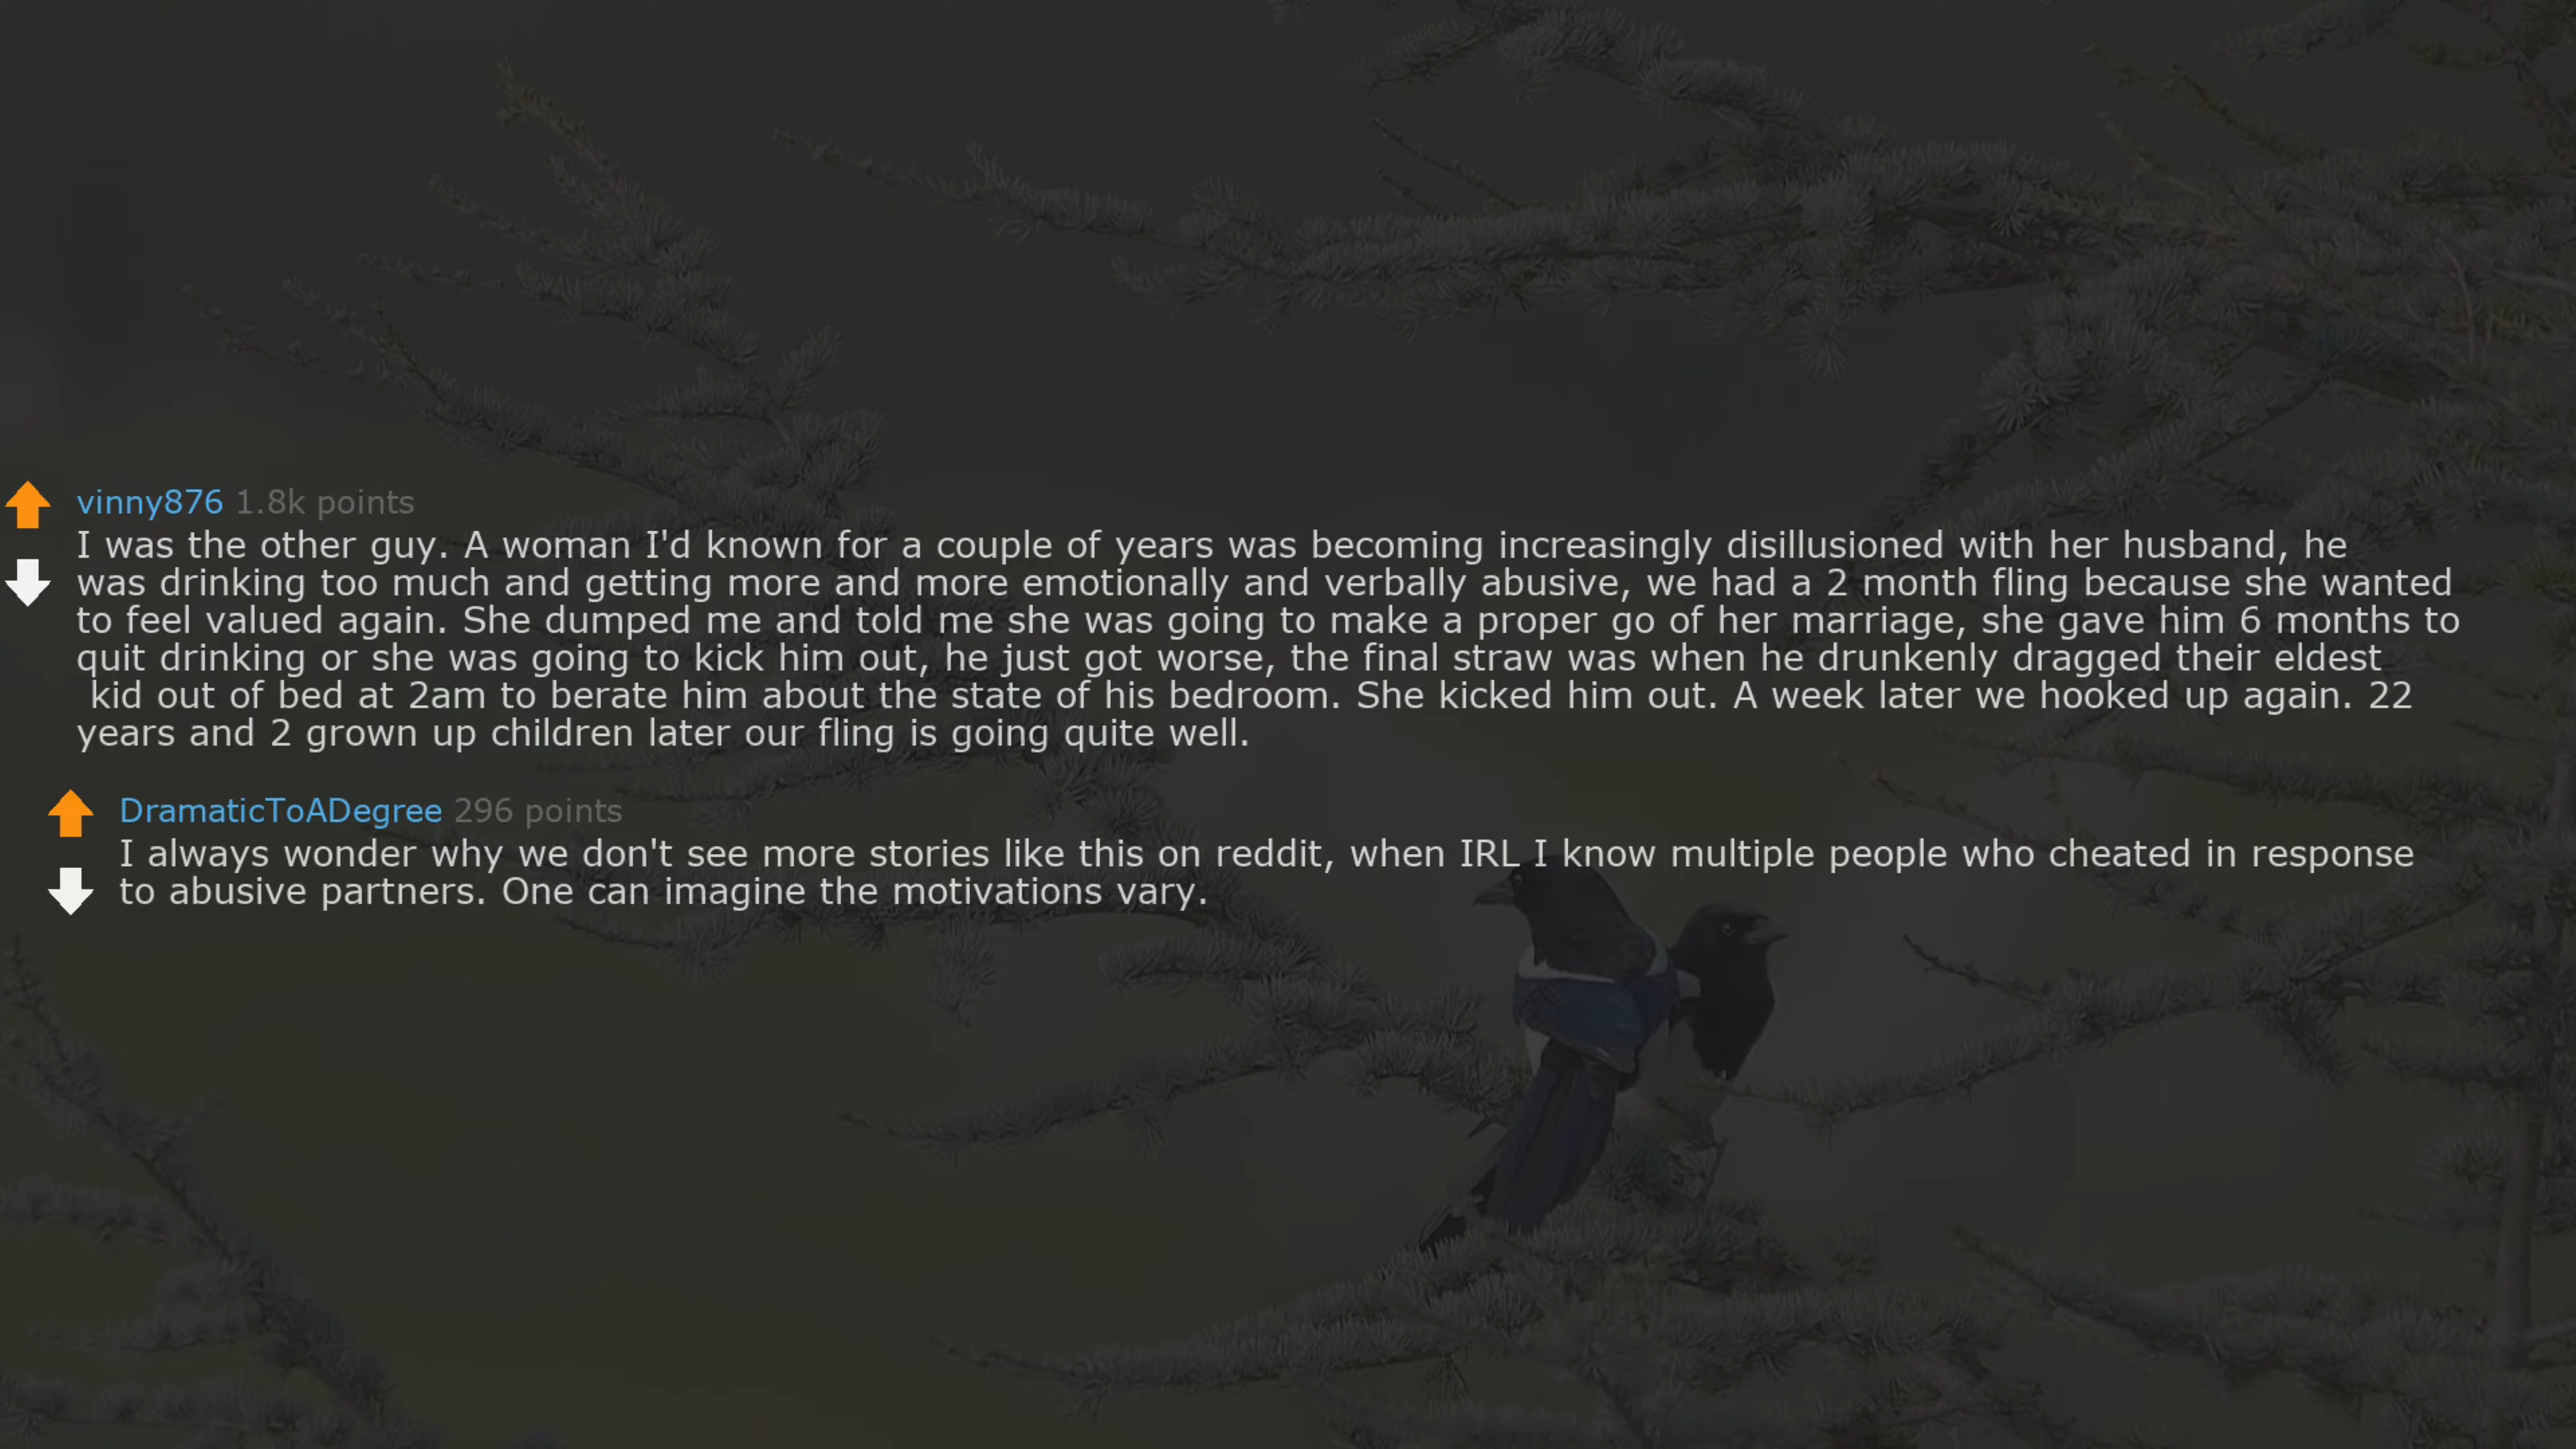 vinny876 1.8k points
I was the other guy. A woman I'd known for a couple of years was becoming increasingly disillusioned with her husband, he
was drinking too much and getting more and more emotionally and verbally abusive, we had a 2 month fling because she wanted
to feel valued again. She dumped me and told me she was going to make a proper go of her marriage, she gave him 6 months to
quit drinking or she was going to kick him out, he just got worse, the final straw was when he drunkenly dragged their eldest
kid out of bed at 2am to berate him about the state of his bedroom. She kicked him out. A week later we hooked up again. 22
years and 2 grown up children later our fling is going quite well.
DramaticToADegree 296 points
I always wonder why we don't see more stories like this on reddit, when IRL I know multiple people who cheated in response
to abusive partners. One can imagine the motivations vary.